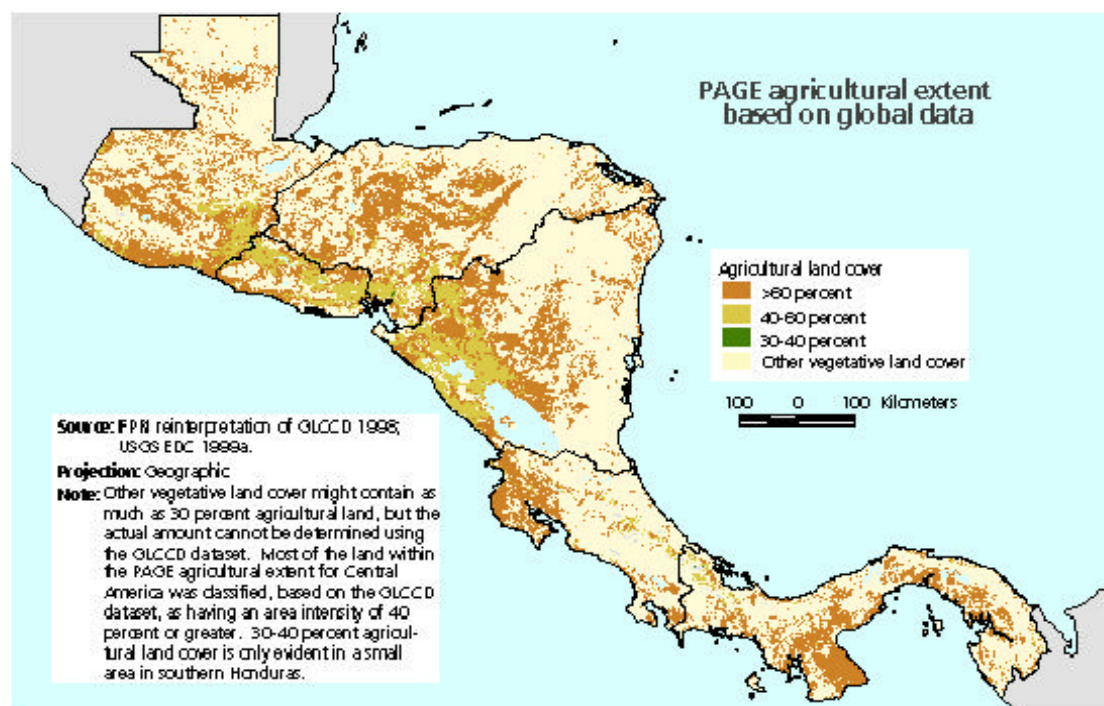 PAGE agricultural extent
based on global data
Agricultural land cover
>60 percent
40-60 percent
30-40 percent
Other vegetative land cover
100 0 100 Kilometers
Source: FPRI reinterpretation of GLCCD 1998;
USGS EDC 1999a.
Projection: Geographic
Note: Other vegetative land cover might contain as
much as 30 percent agricultural land, but the
actual amount cannot be determined using
the GLCCD dataset. Most of the land within
the PAGE agricultural extent for Central
America was classified, based on the GLCCD
dataset, as having an area intensity of 40
percent or greater. 30-40 percent agricul-
tural land cover is only evident in a small
area in southern Honduras.